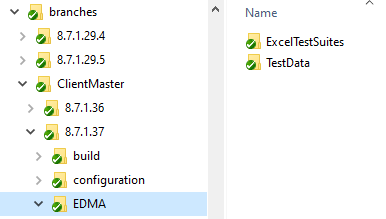 branches
8.7.1.29.4
8.7.1.29.5
ClientMaster
8.7.1.36
8.7.1.37
build
configuration
EDMA
Name
ExcelTestSuites
TestData